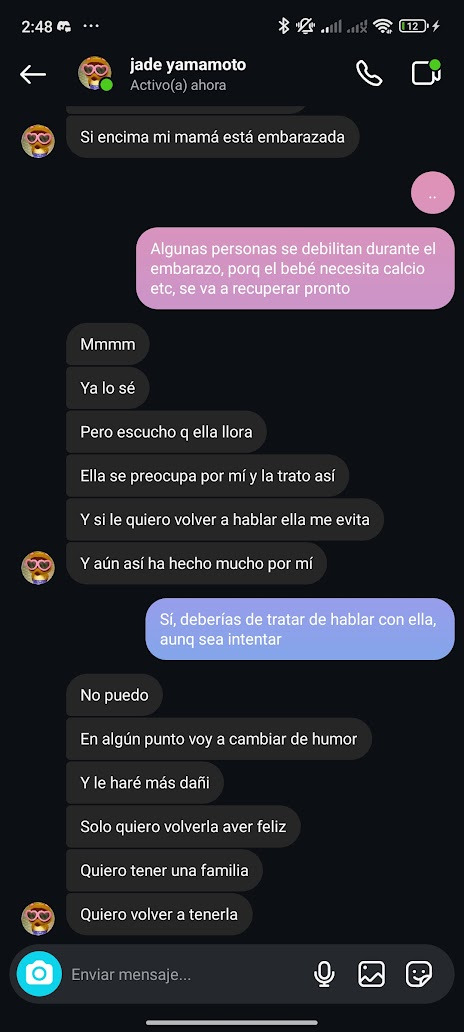 2:48
12
jade yamamoto
Activo(a) ahora
Si encima mi mamá está embarazada
..
Algunas personas se debilitan durante el
embarazo, porq el bebé necesita calcio
etc, se va a recuperar pronto
Mmmm
Ya lo sé
Pero escucho q ella llora
Ella se preocupa por mí y la trato así
Y si le quiero volver a hablar ella me evita
Y aún así ha hecho mucho por mí
Sí, deberías de tratar de hablar con ella,
aunq sea intentar
No puedo
En algún punto voy a cambiar de humor
Y le haré más dañi
Solo quiero volverla aver feliz
Quiero tener una familia
Quiero volver a tenerla
Enviar mensaje...